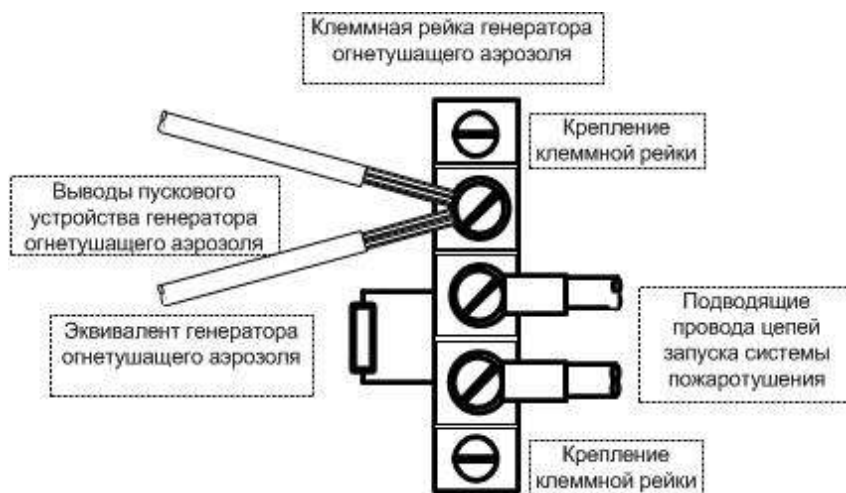 Клеммная рейка генератора
огнетушащего аэрозоля
Крепление
клеммной рейки
Выводы пускового
устройства генератора
огнетушащего аэрозоля
Эквивалент генератора
огнетушащего аэрозоля
Подводящие
провода цепей
запуска системы
пожаротушения
Крепление
клеммной рейки